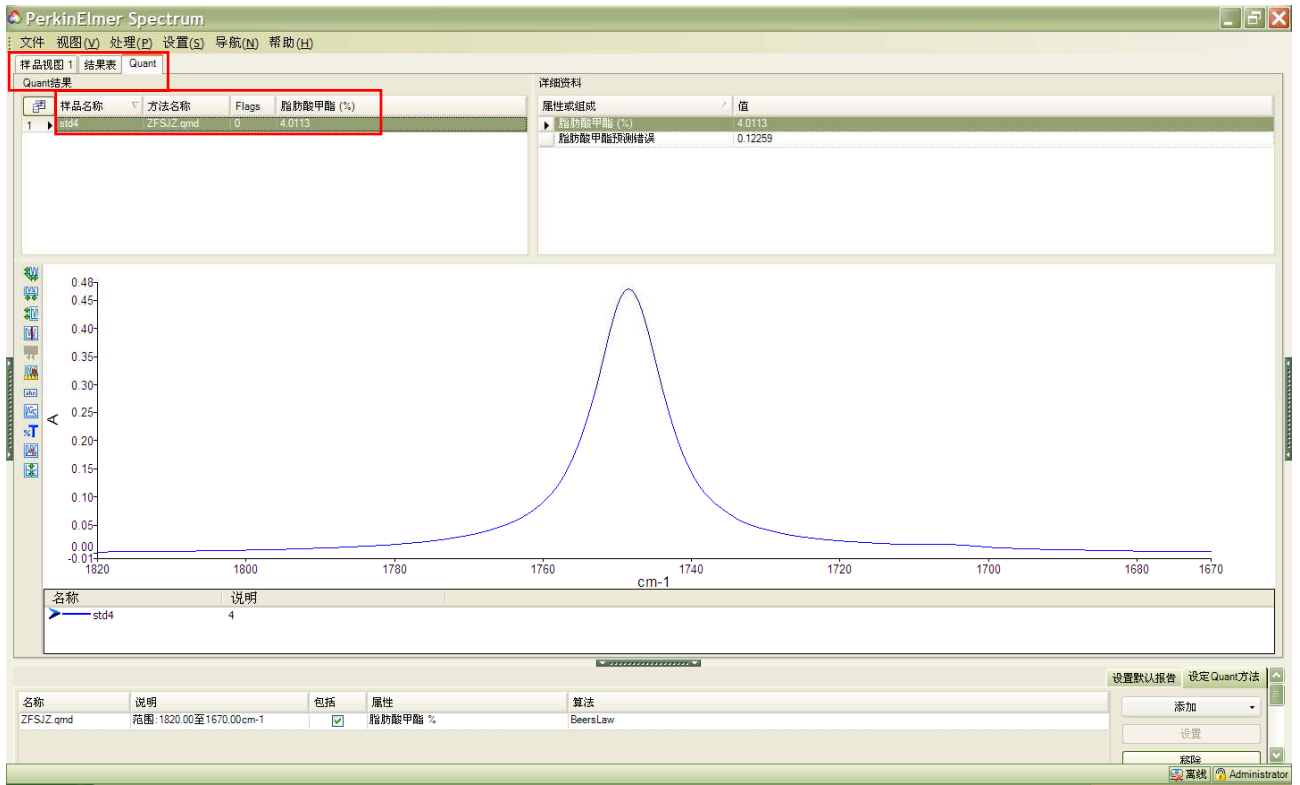 PerkinElmer Spectrum
文件 视图(V) 处理(P) 设置(S) 导航(N) 帮助(H)
样品视图 1 结果表 Quant
Quant结果 详细资料
样品名称 方法名称 Flags 脂肪酸甲酯 (%) 属性或组成 值
1 std4 ZFSJZ.qmd 0 4.0113 脂肪酸甲酯 (%) 4.0113
脂肪酸甲酯预测错误 0.12259
0.48
0.45
0.40
0.35
0.30
0.25
A
0.20
0.15
0.10
0.05
0.00
-0.01
1820 1800 1780 1760 1740 1720 1700 1680 1670
cm-1
名称 说明
std4 4
设置默认报告 设定Quant方法
名称 说明 包括 属性 算法
添加
ZFSJZ.qmd 范围:1820.00至1670.00cm-1 脂肪酸甲酯 % BeersLaw
设置
移除
离线 Administrator